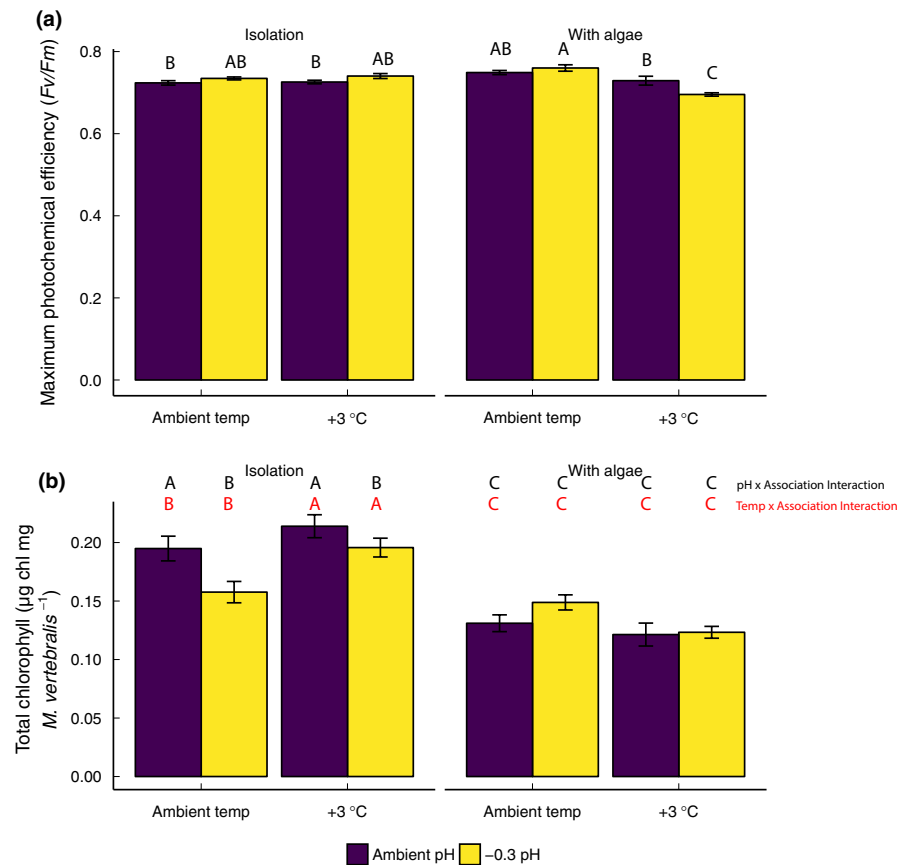 (a)
Isolation With algae
B AB B AB AB A B C
Maximum photochemical efficiency (Fv/Fm)
0.8
0.6
0.4
0.2
0.0
Ambient temp +3 °C Ambient temp +3 °C
(b)
Isolation With algae
A B A B C C C C pH x Association Interaction
B B A A C C C C Temp x Association Interaction
Total chlorophyll (µg chl mg
M. vertebralis⁻¹)
0.20
0.15
0.10
0.05
0.00
Ambient temp +3 °C Ambient temp +3 °C
Ambient pH −0.3 pH